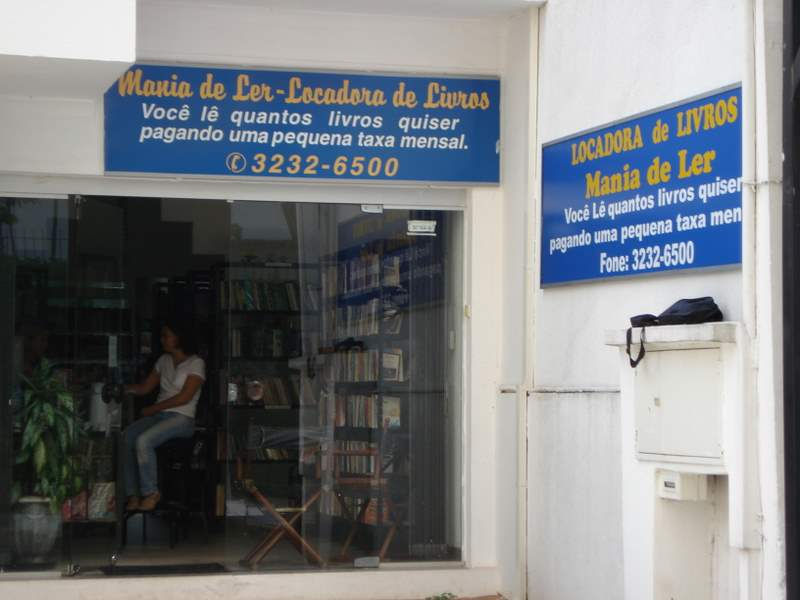 Mania de Ler-Locadora de Livros
Você lê quantos livros quiser
pagando uma pequena taxa mensal.
3232-6500
LOCADORA de LIVROS
Mania de Ler
Você Lê quantos livros quiser
pagando uma pequena taxa men
Fone: 3232-6500